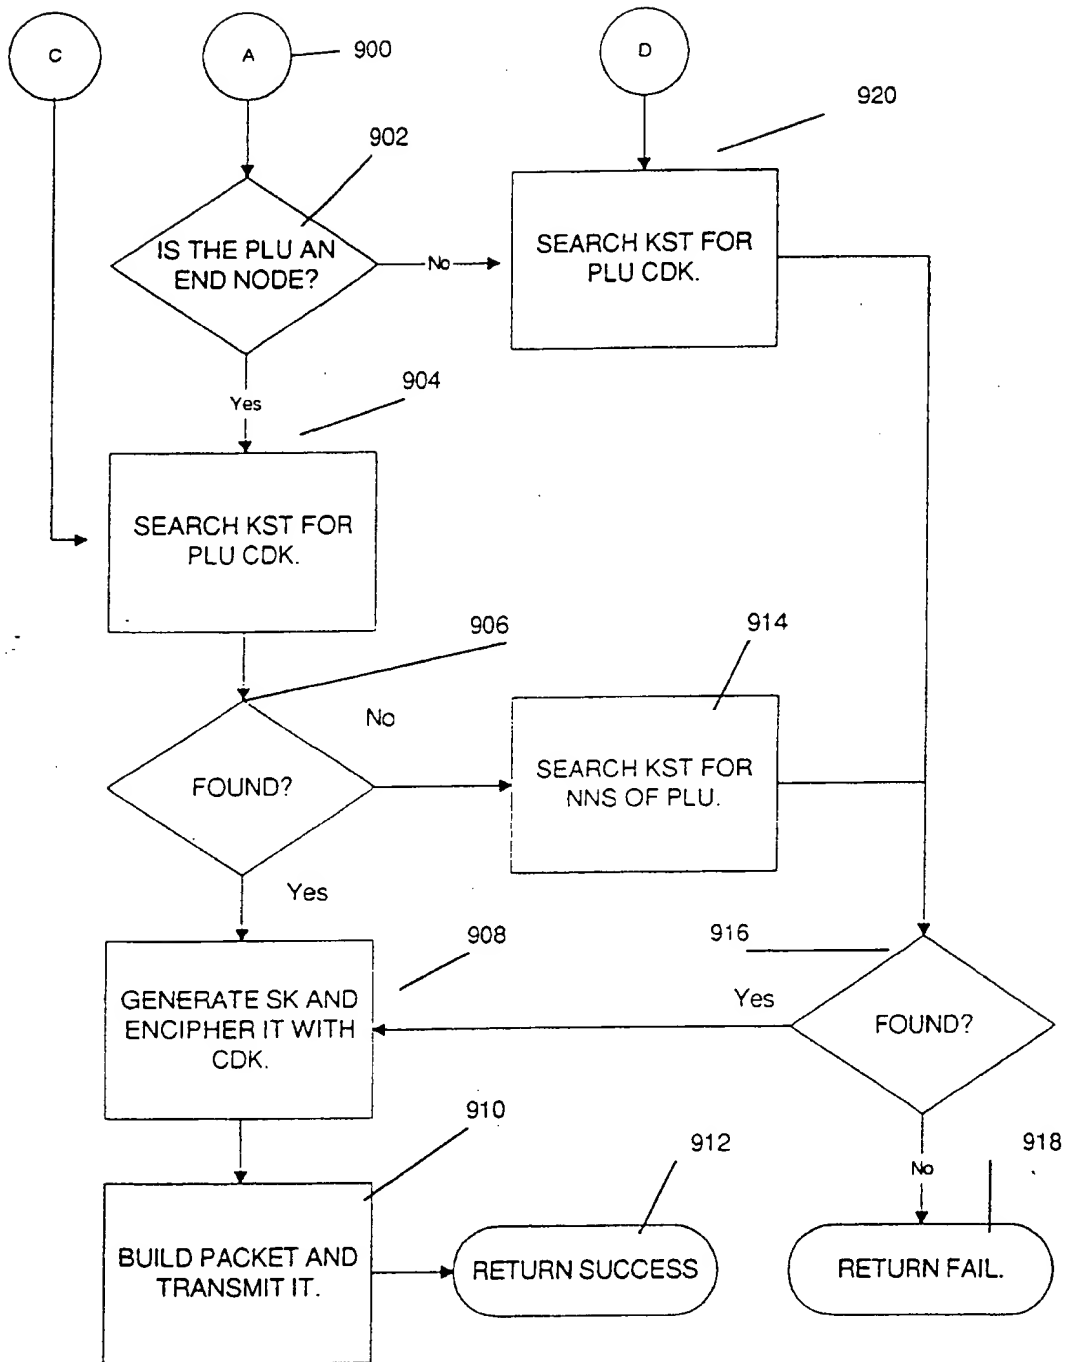 C
A
900
D
920
902
IS THE PLU AN
END NODE?
No
SEARCH KST FOR
PLU CDK.
Yes
904
SEARCH KST FOR
PLU CDK.
906
914
No
FOUND?
SEARCH KST FOR
NNS OF PLU.
Yes
908
916
GENERATE SK AND
ENCIPHER IT WITH
CDK.
Yes
FOUND?
910
912
918
No
BUILD PACKET AND
TRANSMIT IT.
RETURN SUCCESS
RETURN FAIL.